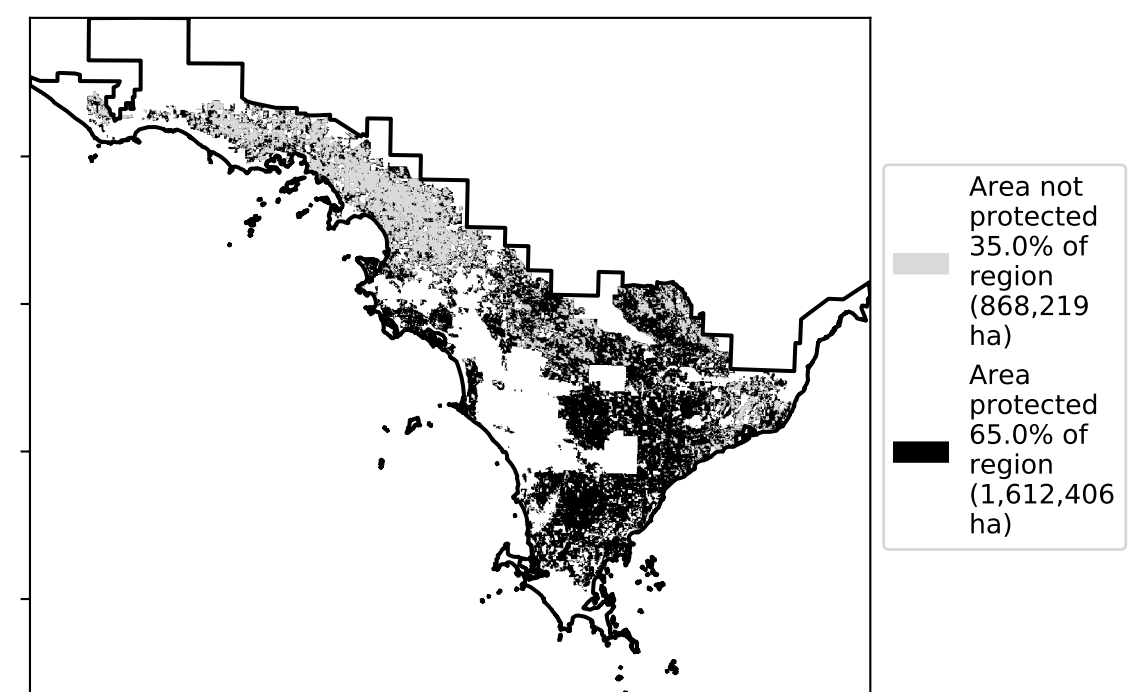 Area not
protected
35.0% of
region
(868,219
ha)
Area
protected
65.0% of
region
(1,612,406
ha)